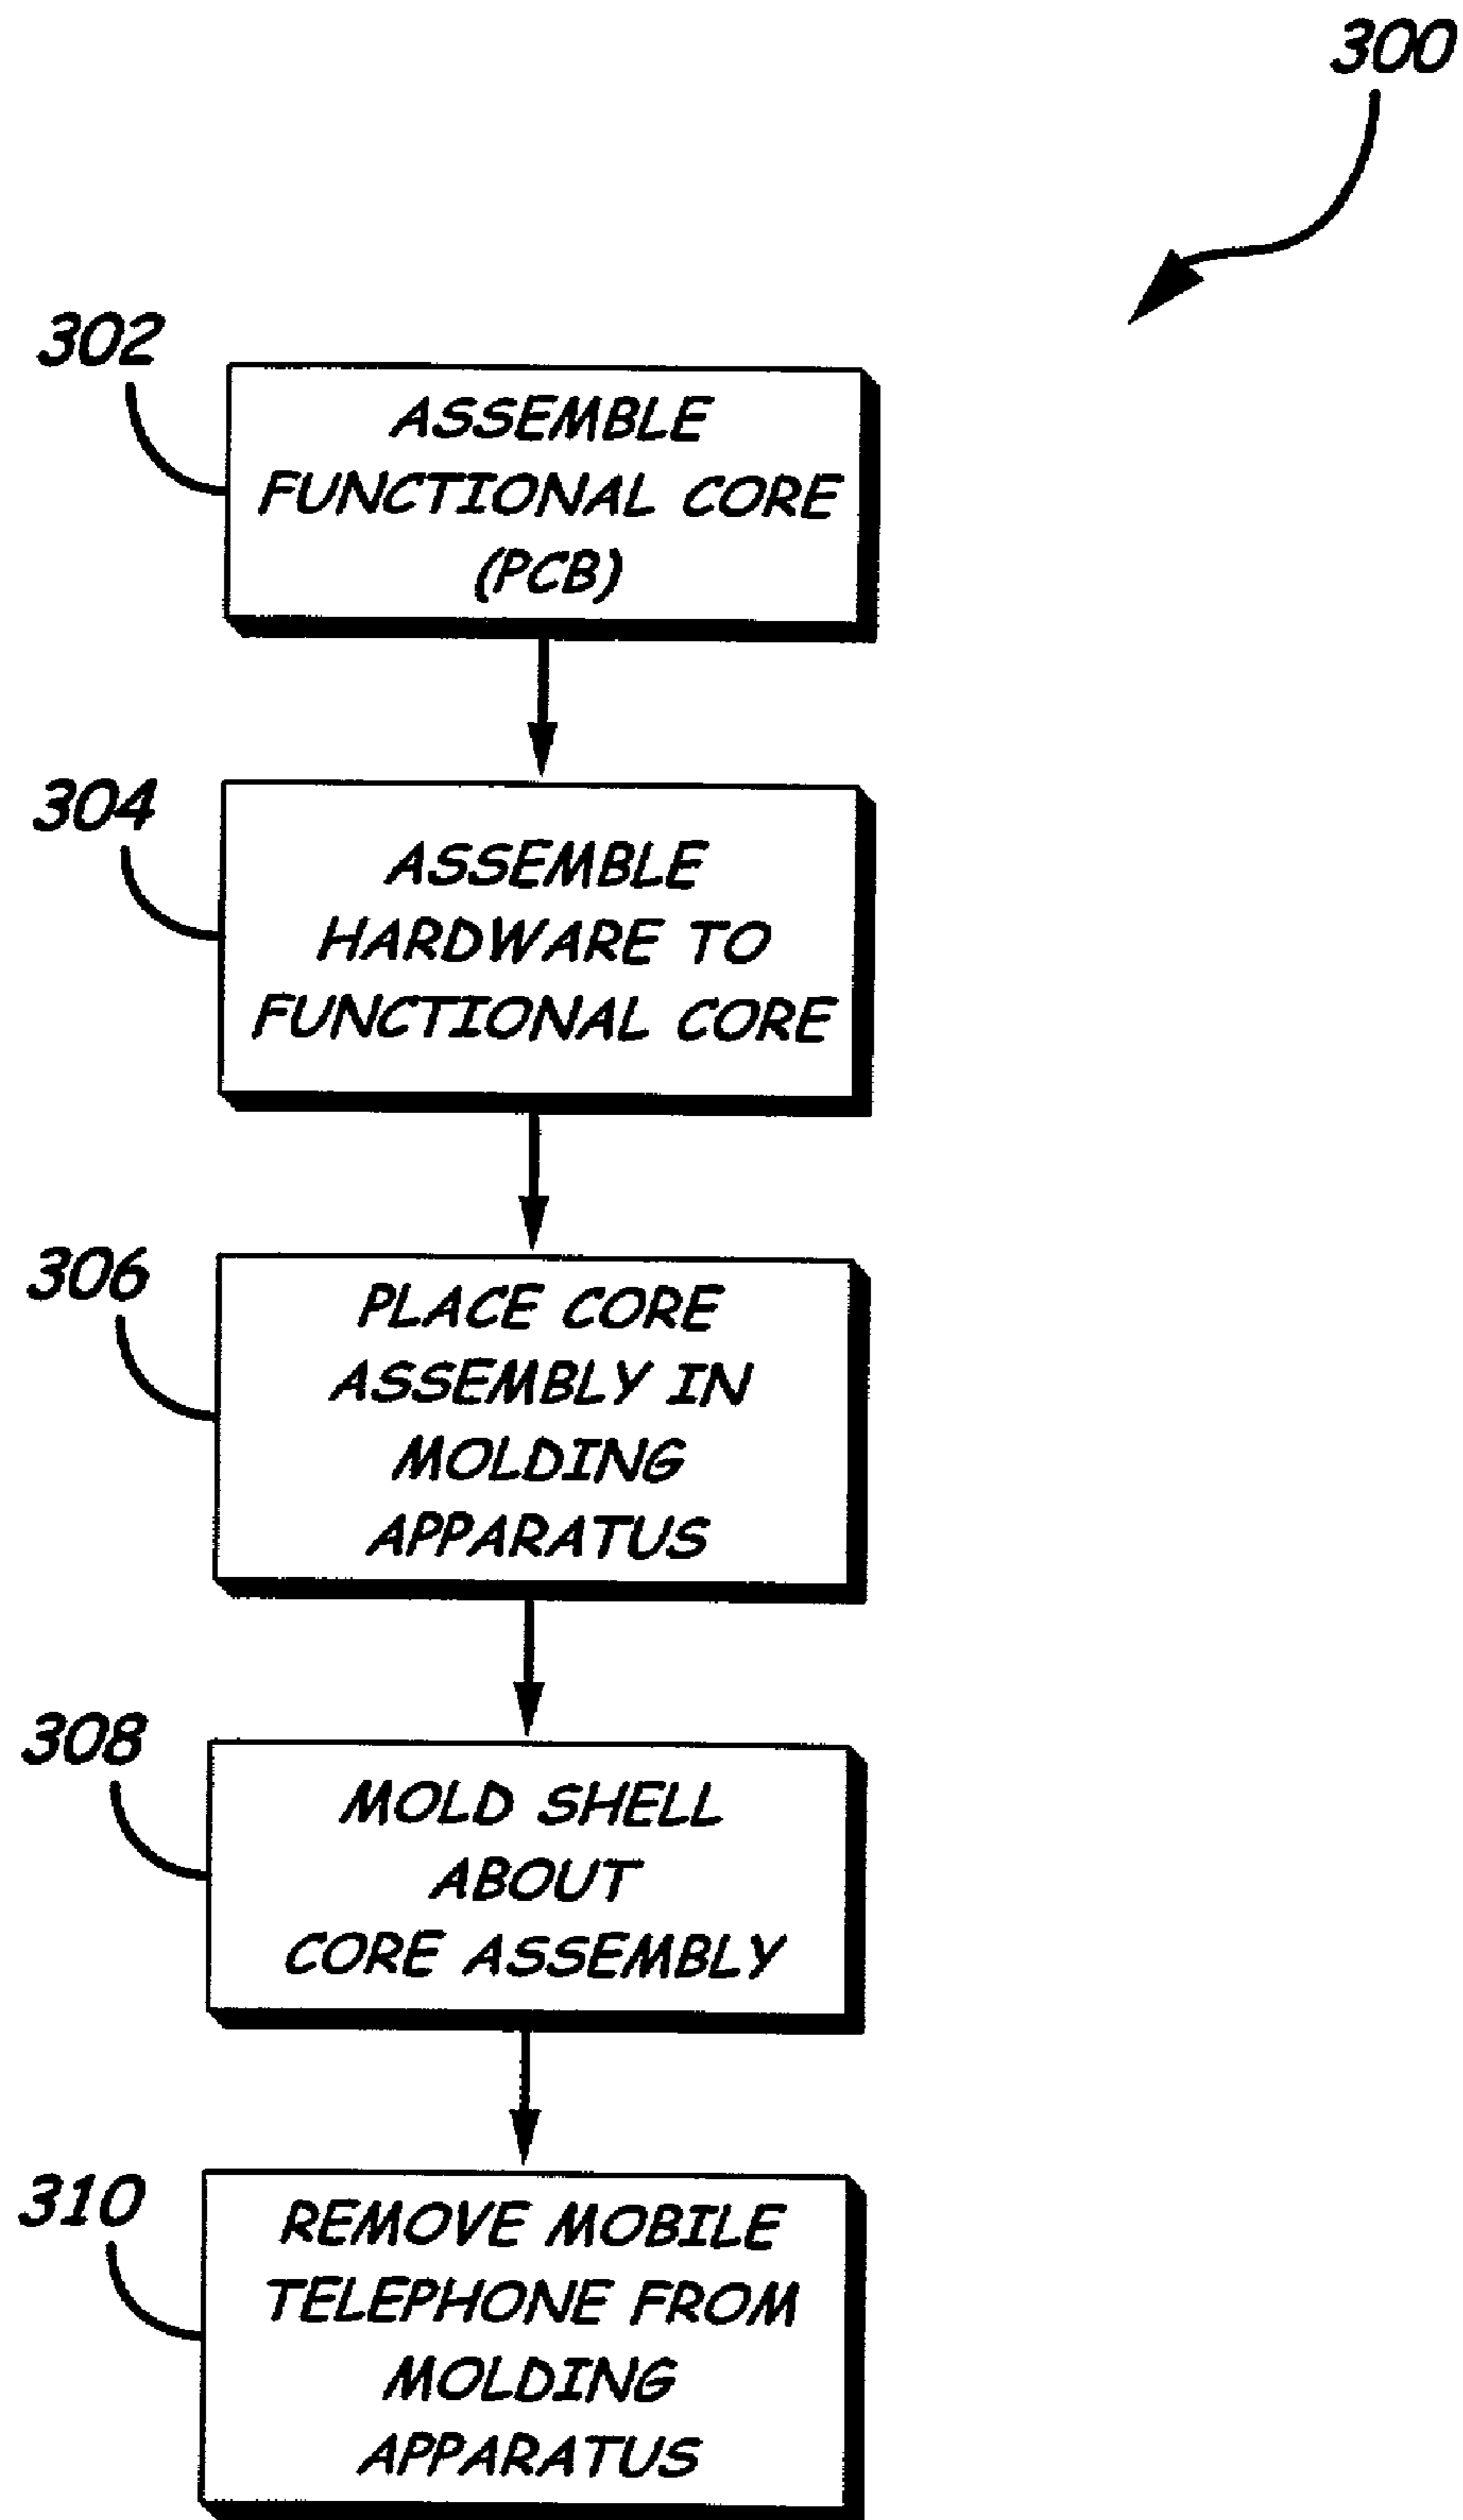 300
302
ASSEMBLE
FUNCTIONAL CORE
(PCB)
304
ASSEMBLE
HARDWARE TO
FUNCTIONAL CORE
306
PLACE CORE
ASSEMBLY IN
MOLDING
APPARATUS
308
MOLD SHELL
ABOUT
CORE ASSEMBLY
310
REMOVE MOBILE
TELEPHONE FROM
MOLDING
APPARATUS